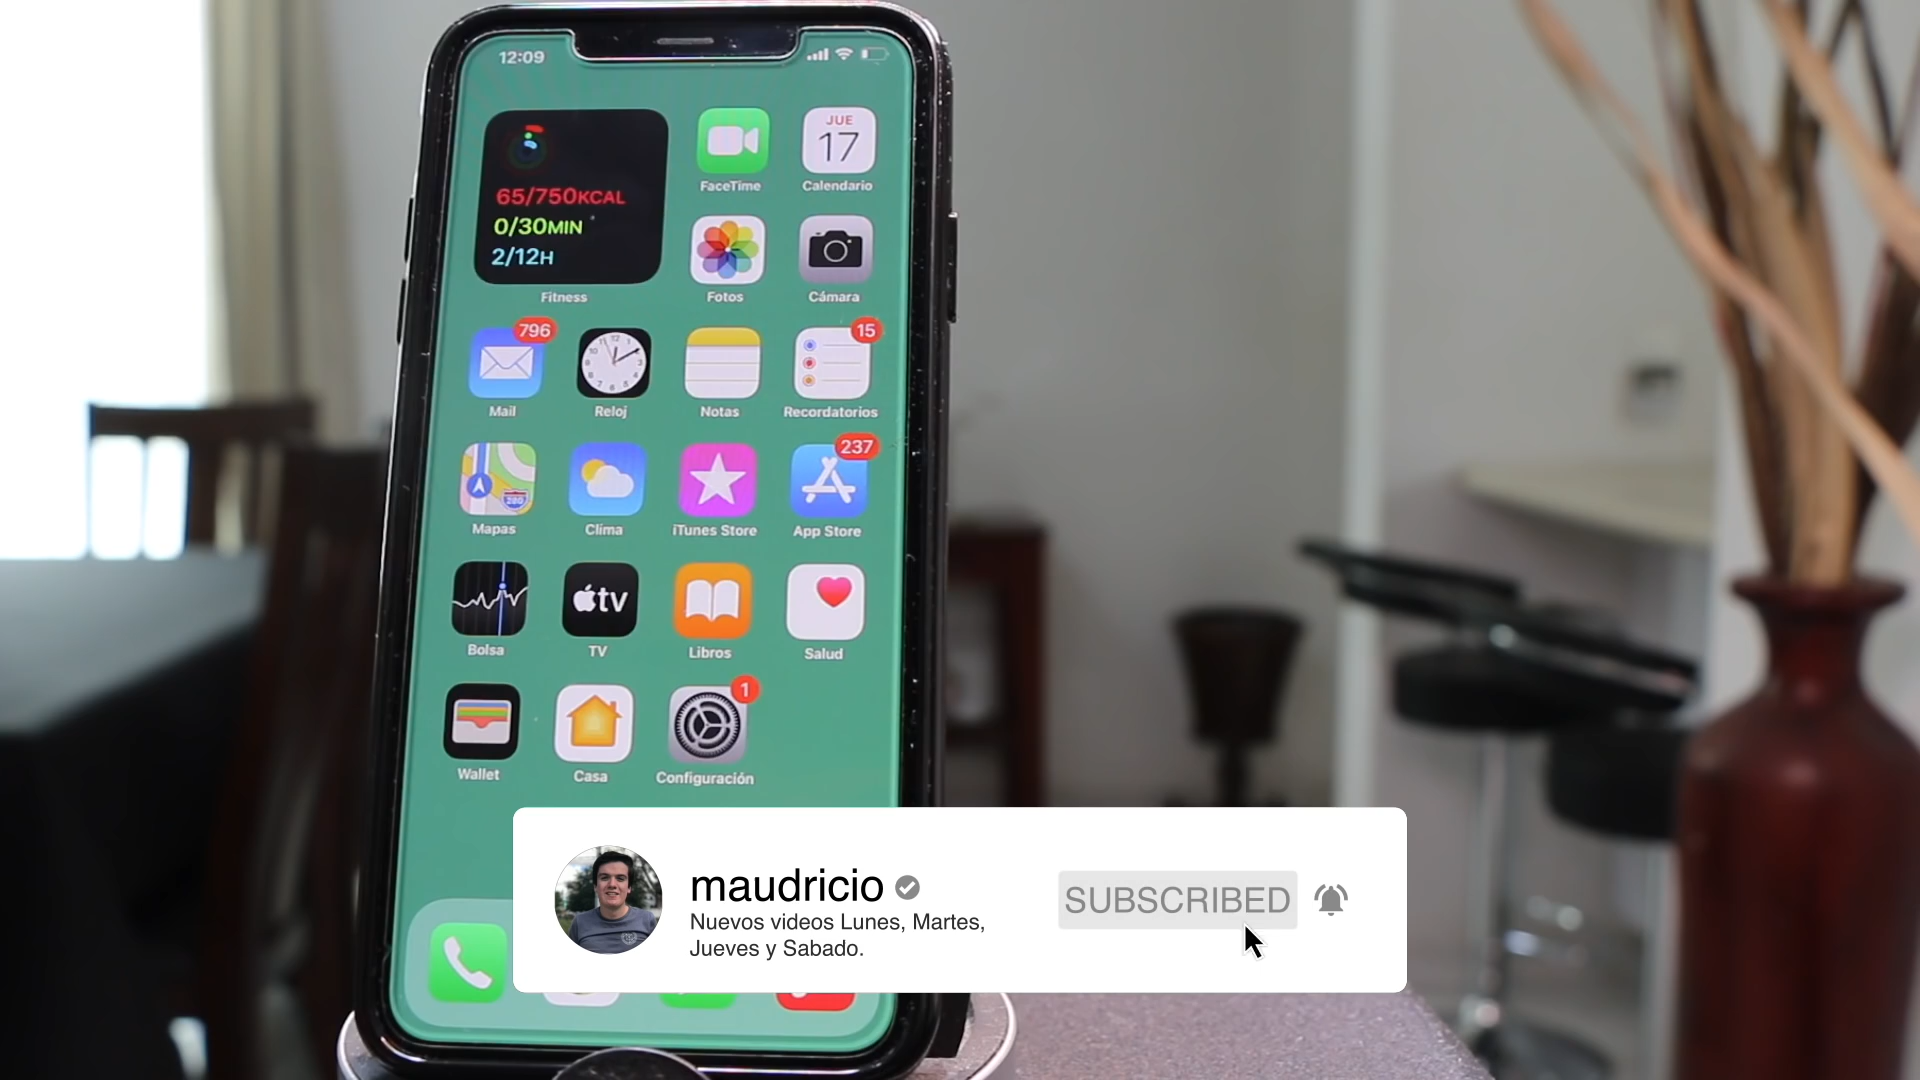 12:09
65/750KCAL
0/30MIN
2/12H
Fitness
FaceTime
JUE
17
Calendario
Fotos
Cámara
796
Mail
Reloj
Notas
15
Recordatorios
280
Mapas
Clima
iTunes Store
237
App Store
Bolsa
tv
TV
Libros
Salud
Wallet
Casa
1
Configuración
maudricio
Nuevos videos Lunes, Martes,
Jueves y Sabado.
SUBSCRIBED